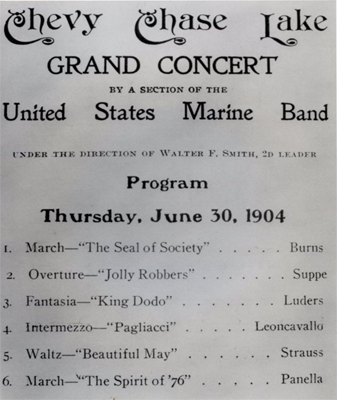 Chevy Chase Lake
GRAND CONCERT
BY A SECTION OF THE
United States Marine Band
UNDER THE DIRECTION OF WALTER F. SMITH, 2D LEADER
Program
Thursday, June 30, 1904
1. March—"The Seal of Society" . . . . . Burns
2. Overture—"Jolly Robbers" . . . . . . Suppe
3. Fantasia—"King Dodo" . . . . . . Luders
4. Intermezzo—"Pagliacci" . . . . Leoncavallo
5. Waltz—"Beautiful May" . . . . . Strauss
6. March—"The Spirit of '76" . . . . . Panella